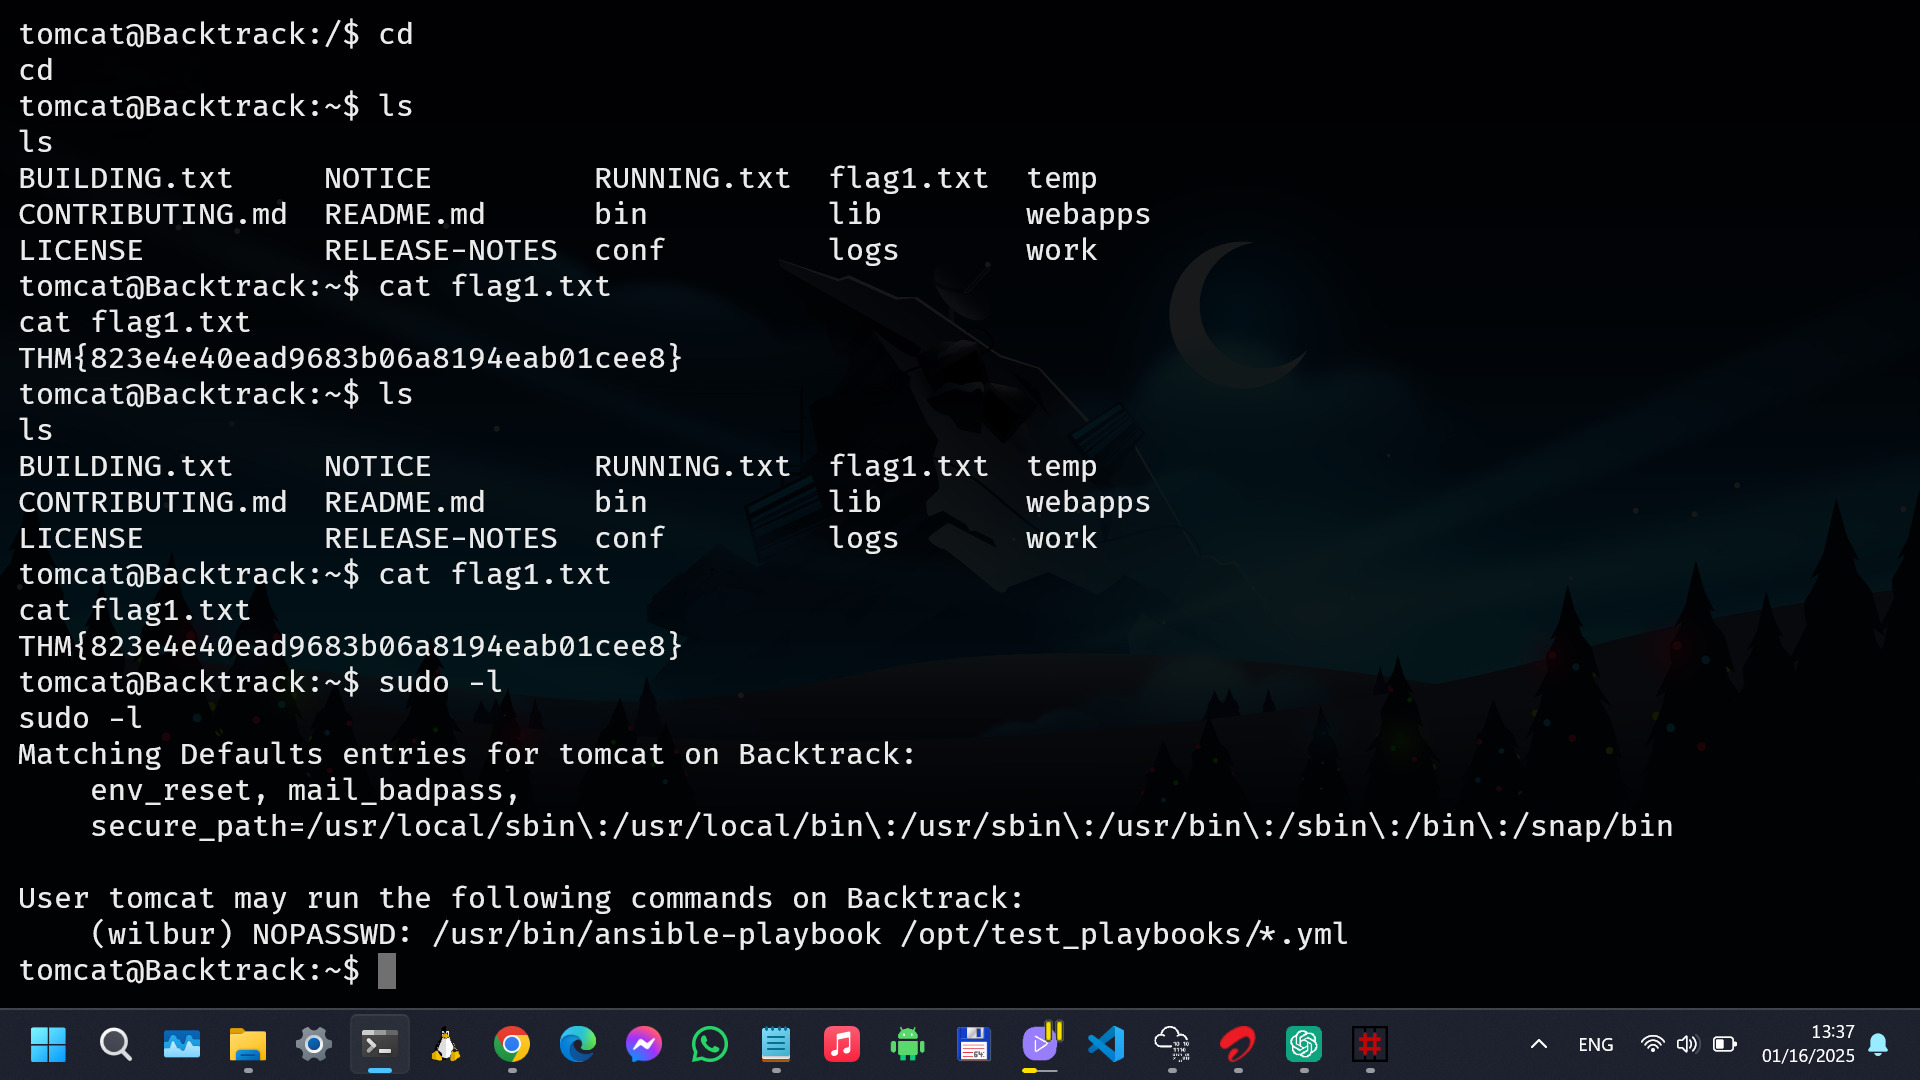 tomcat@Backtrack:/$ cd
cd
tomcat@Backtrack:~$ ls
ls
BUILDING.txt     NOTICE         RUNNING.txt  flag1.txt  temp
CONTRIBUTING.md  README.md      bin          lib        webapps
LICENSE          RELEASE-NOTES  conf         logs       work
tomcat@Backtrack:~$ cat flag1.txt
cat flag1.txt
THM{823e4e40ead9683b06a8194eab01cee8}
tomcat@Backtrack:~$ ls
ls
BUILDING.txt     NOTICE         RUNNING.txt  flag1.txt  temp
CONTRIBUTING.md  README.md      bin          lib        webapps
LICENSE          RELEASE-NOTES  conf         logs       work
tomcat@Backtrack:~$ cat flag1.txt
cat flag1.txt
THM{823e4e40ead9683b06a8194eab01cee8}
tomcat@Backtrack:~$ sudo -l
sudo -l
Matching Defaults entries for tomcat on Backtrack:
    env_reset, mail_badpass,
    secure_path=/usr/local/sbin\:/usr/local/bin\:/usr/sbin\:/usr/bin\:/sbin\:/bin\:/snap/bin

User tomcat may run the following commands on Backtrack:
    (wilbur) NOPASSWD: /usr/bin/ansible-playbook /opt/test_playbooks/*.yml
tomcat@Backtrack:~$
ENG
13:37
01/16/2025